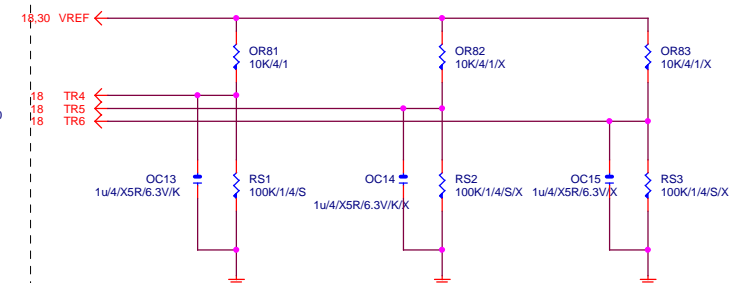 18,30 VREF
OR81
10K/4/1
OR82
10K/4/1/X
OR83
10K/4/1/X
18 TR4
18 TR5
18 TR6
OC13
1u/4/X5R/6.3V/K
RS1
100K/1/4/S
OC14
1u/4/X5R/6.3V/K/X
RS2
100K/1/4/S/X
OC15
1u/4/X5R/6.3V/X
RS3
100K/1/4/S/X